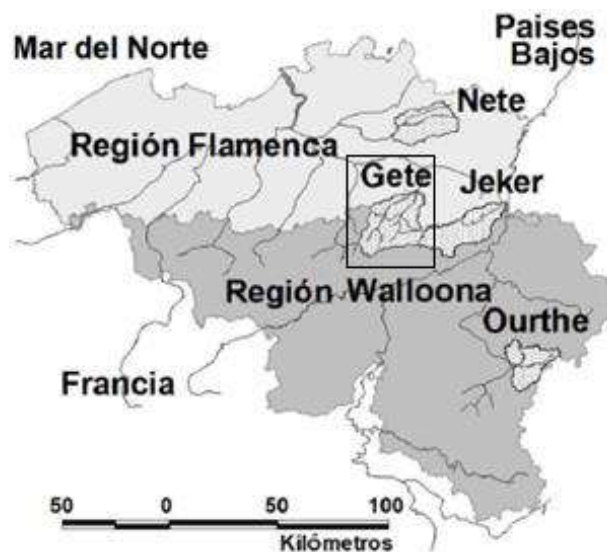 Paises
Mar del Norte
Bajos
Nete
Región Flamenca
Gete
Jeker
Región Walloona
Ourthe
Francia
50 0 50 100
Kilómetros